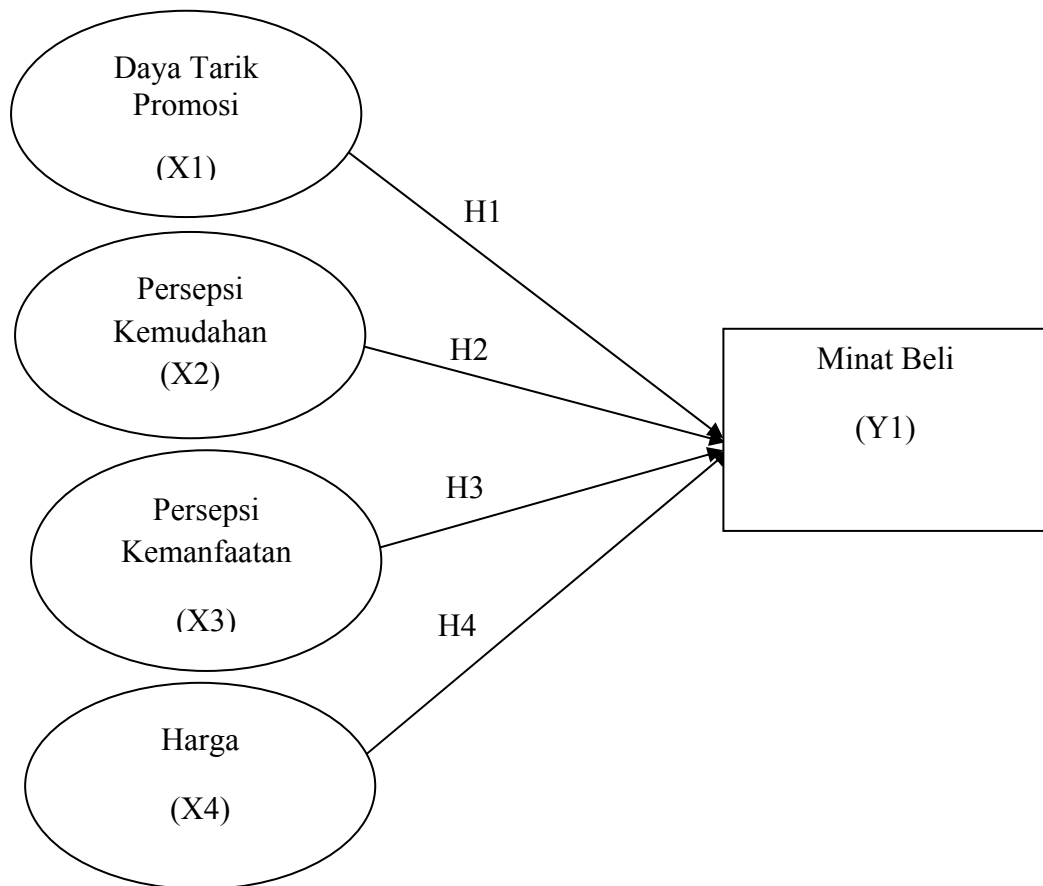 Daya Tarik
Promosi
(X1)
H1
Persepsi
Kemudahan
(X2)
H2
Minat Beli
(Y1)
Persepsi
Kemanfaatan
(X3)
H3
H4
Harga
(X4)